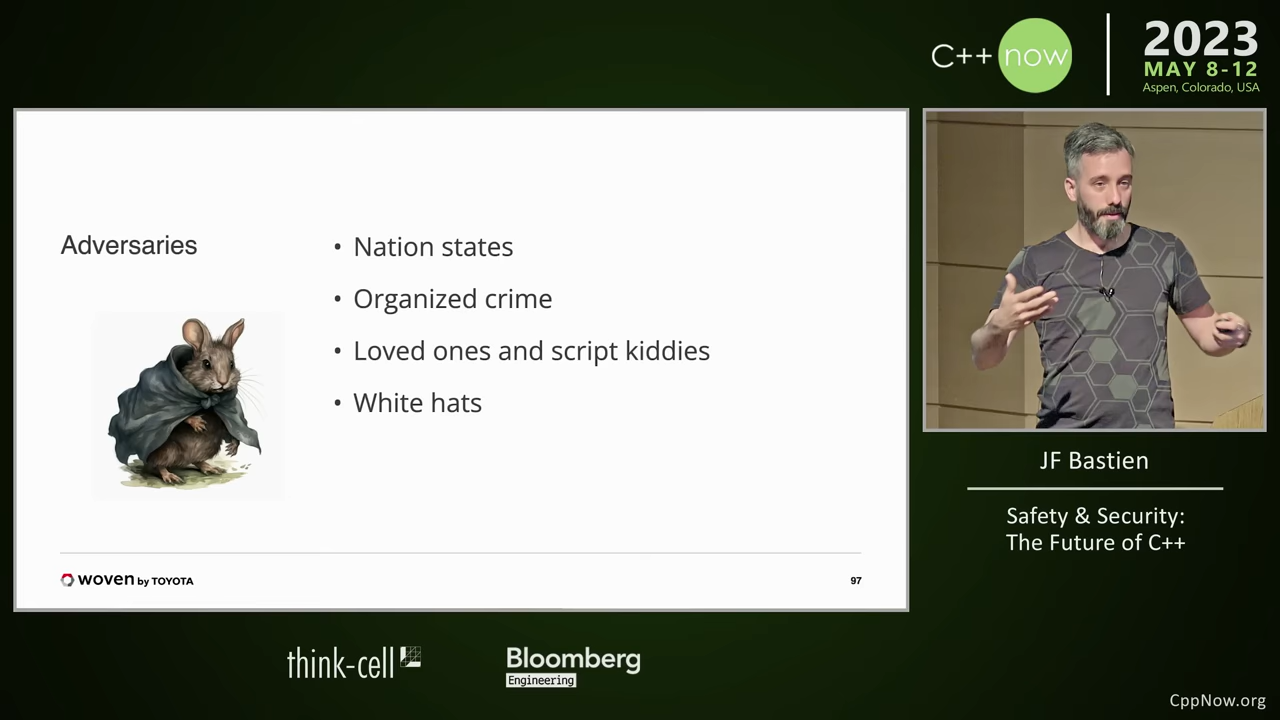 C++ now
2023
MAY 8-12
Aspen, Colorado, USA
Adversaries
• Nation states
• Organized crime
• Loved ones and script kiddies
• White hats
woven by TOYOTA
97
JF Bastien
Safety & Security:
The Future of C++
think-cell
Bloomberg
Engineering
CppNow.org